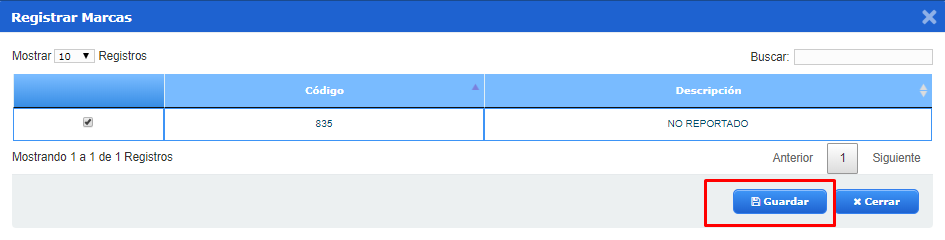 Registrar Marcas
Mostrar 10 Registros
Buscar:
Código Descripción
835 NO REPORTADO
Mostrando 1 a 1 de 1 Registros
Anterior 1 Siguiente
Guardar Cerrar